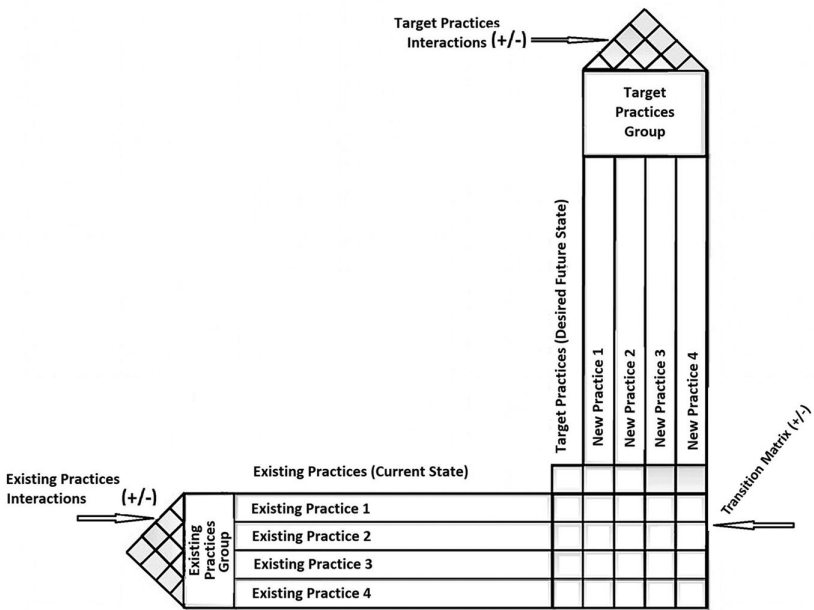 Target Practices
Interactions (+/-)
Target
Practices
Group
Target Practices (Desired Future State)
New Practice 1
New Practice 2
New Practice 3
New Practice 4
Transition Matrix (+/-)
Existing Practices (Current State)
Existing Practices
Interactions (+/-)
Existing
Practices
Group
Existing Practice 1
Existing Practice 2
Existing Practice 3
Existing Practice 4